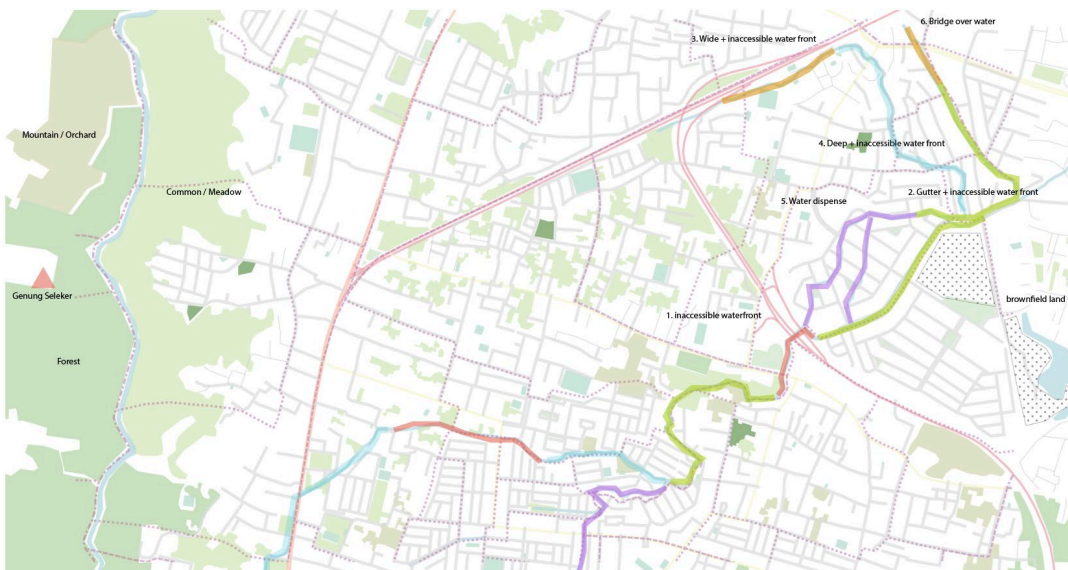 6. Bridge over water
3. Wide + inaccessible water front
Mountain / Orchard
4. Deep + inaccessible water front
Common / Meadow
2. Gutter + inaccessible water front
5. Water dispense
Genung Seleker
brownfield land
1. inaccessible waterfront
Forest